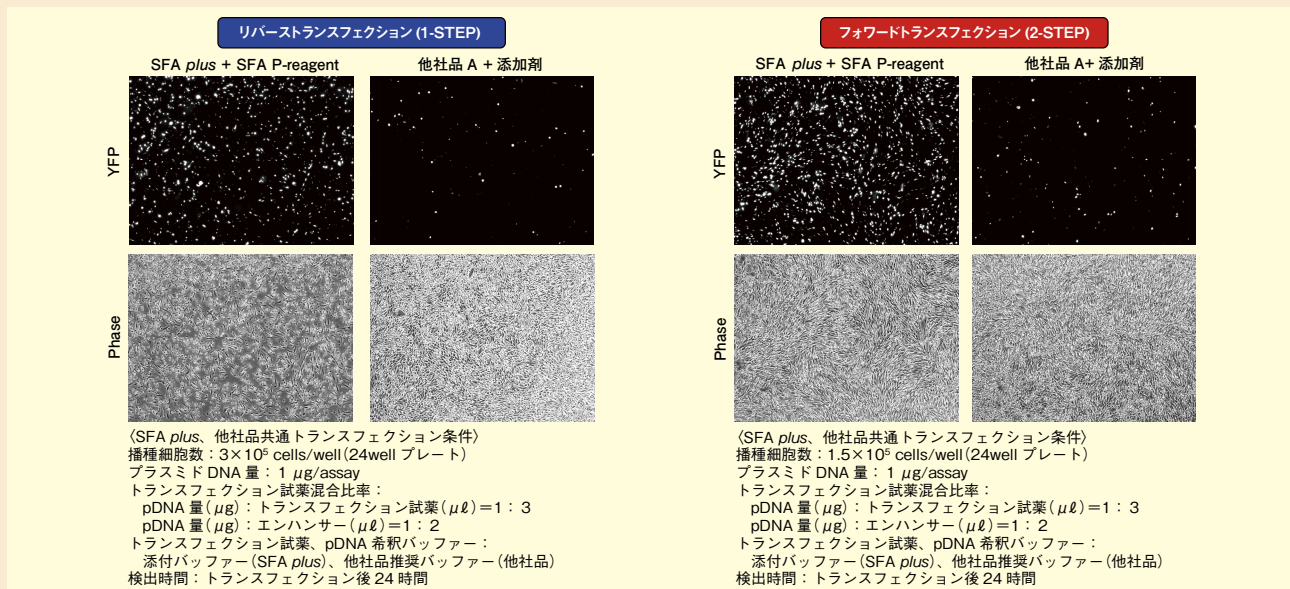 リバーストランスフェクション (1-STEP)
SFA plus + SFA P-reagent
他社品 A + 添加剤
YFP
Phase
〈SFA plus、他社品共通トランスフェクション条件〉
播種細胞数：3×10⁵ cells/well（24well プレート）
プラスミド DNA 量： 1 μg/assay
トランスフェクション試薬混合比率：
pDNA 量（μg）：トランスフェクション試薬（μℓ）＝1：3
pDNA 量（μg）：エンハンサー（μℓ）＝1：2
トランスフェクション試薬、pDNA 希釈バッファー：
添付バッファー（SFA plus）、他社品推奨バッファー（他社品）
検出時間：トランスフェクション後 24 時間
フォワードトランスフェクション (2-STEP)
SFA plus + SFA P-reagent
他社品 A+ 添加剤
YFP
Phase
〈SFA plus、他社品共通トランスフェクション条件〉
播種細胞数：1.5×10⁵ cells/well（24well プレート）
プラスミド DNA 量： 1 μg/assay
トランスフェクション試薬混合比率：
pDNA 量（μg）：トランスフェクション試薬（μℓ）＝1：3
pDNA 量（μg）：エンハンサー（μℓ）＝1：2
トランスフェクション試薬、pDNA 希釈バッファー：
添付バッファー（SFA plus）、他社品推奨バッファー（他社品）
検出時間：トランスフェクション後 24 時間